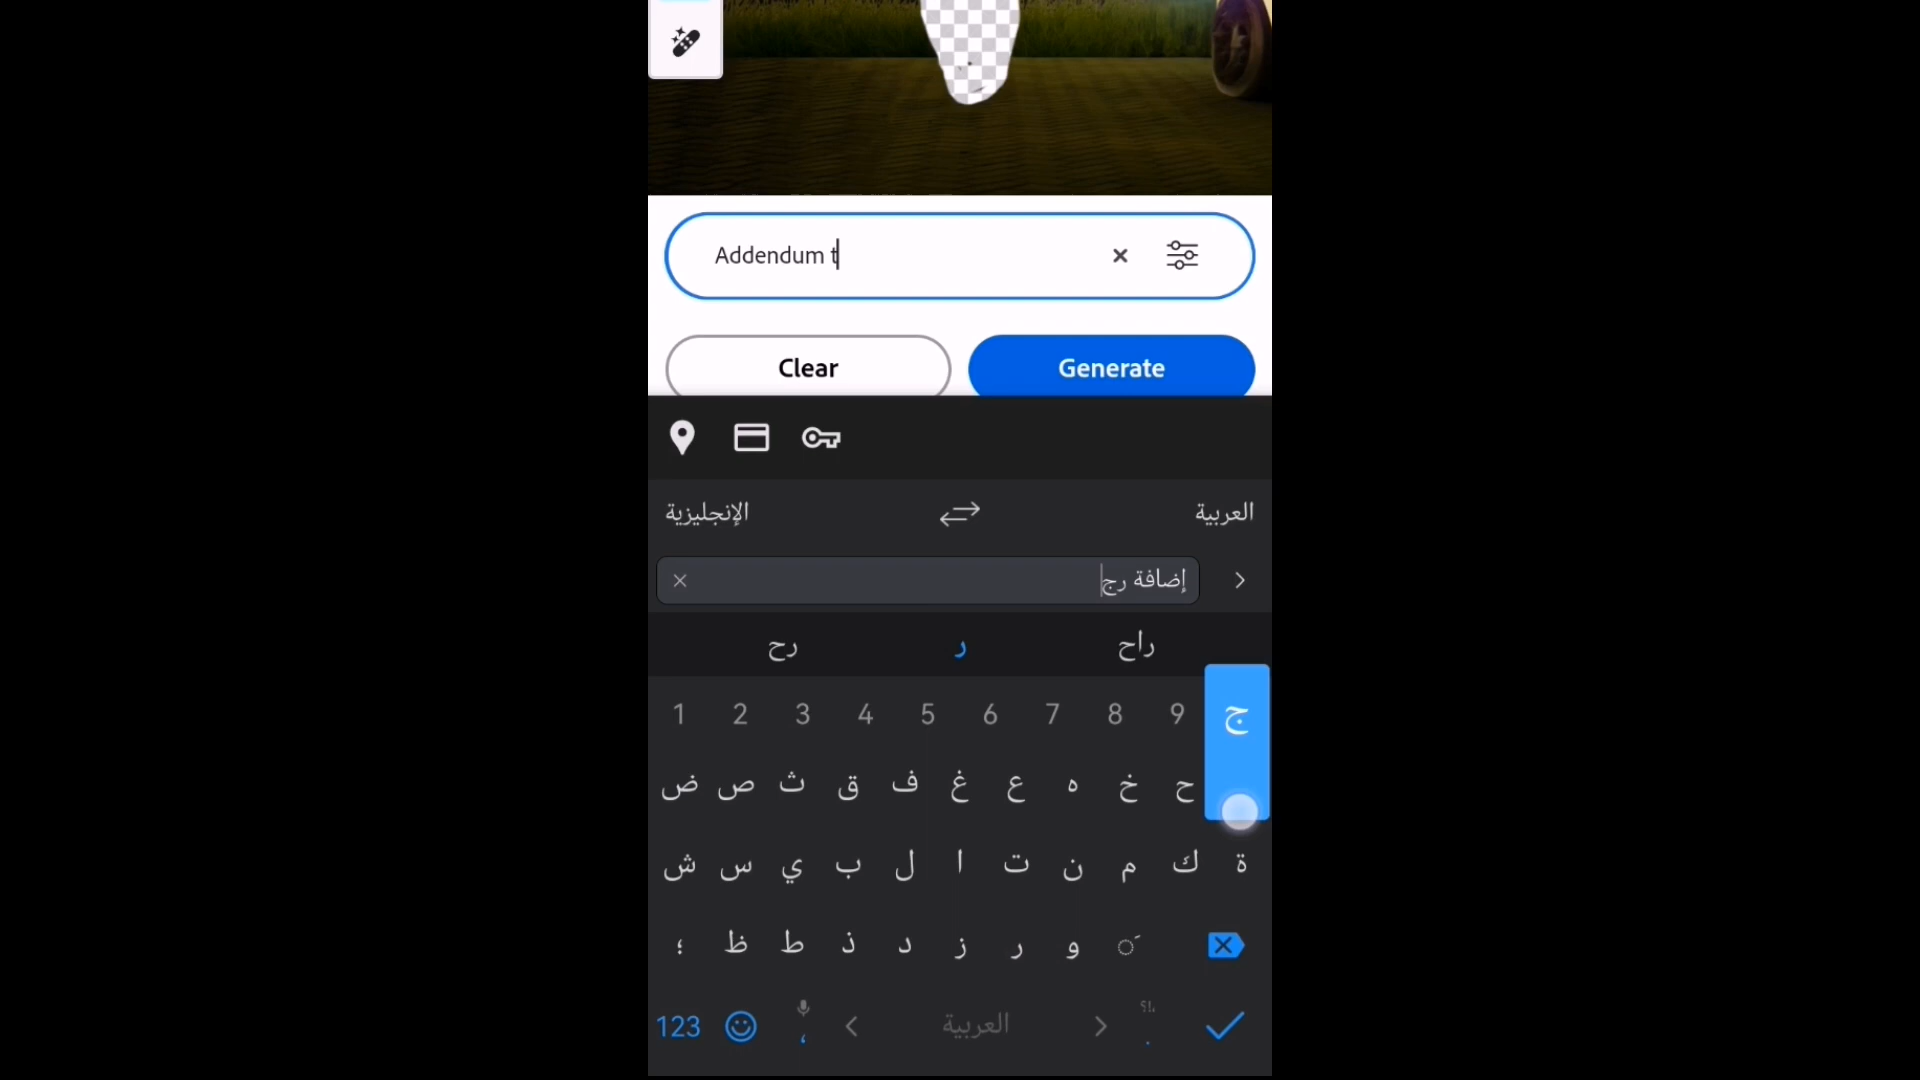 Addendum t
Clear Generate
الإنجليزية العربية
إضافة رج
رح ر راح
1 2 3 4 5 6 7 8 9 ج
ض ص ث ق ف غ ع ه خ ح
ش س ي ب ل ا ت ن م ك ة
؛ ظ ط ذ د ز ر و
123 ، العربية . ؟!،